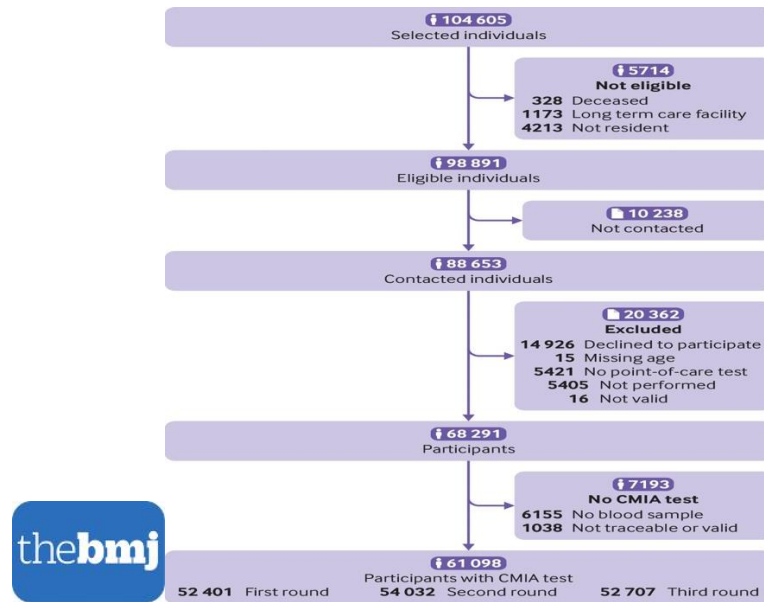 104 605
Selected individuals
5714
Not eligible
328 Deceased
1173 Long term care facility
4213 Not resident
98 891
Eligible individuals
10 238
Not contacted
88 653
Contacted individuals
20 362
Excluded
14 926 Declined to participate
15 Missing age
5421 No point-of-care test
5405 Not performed
16 Not valid
68 291
Participants
7193
No CMIA test
6155 No blood sample
1038 Not traceable or valid
thebmj
61 098
Participants with CMIA test
52 401 First round 54 032 Second round 52 707 Third round